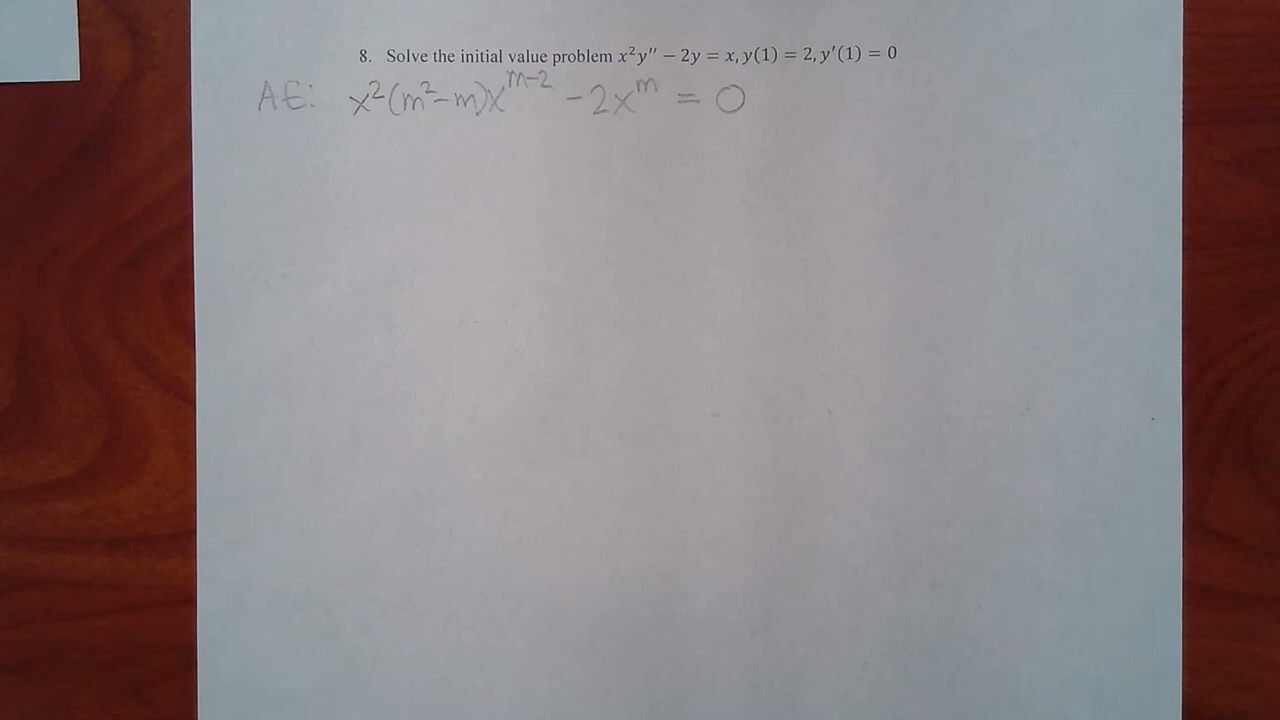 8. Solve the initial value problem x²y′′ − 2y = x, y(1) = 2, y′(1) = 0
AE: x²(m²-m)x^{m-2} - 2x^m = 0